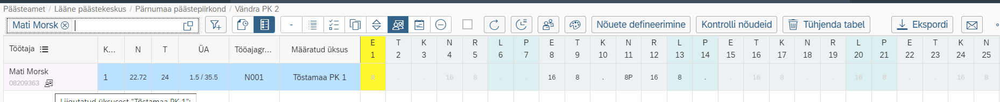 Päästeamet / Lääne päästekeskus / Pärnumaa päästepiirkond / Vändra PK 2
Mati Morsk
- Nõuete defineerimine Kontrolli nõudeid Tühjenda tabel Ekspordi
Töötaja K... N T ÜA Tööajagr... Määratud üksus E T K N R L P E T K N R L P E T K N R L P E T K N
1 2 3 4 5 6 7 8 9 10 11 12 13 14 15 16 17 18 19 20 21 22 23 24 25
Mati Morsk
08209363
1 22.72 24 1.5 / 35.5 N001 Tõstamaa PK 1 8 . . 16 8 . . 16 8 . 8P 16 8 . . 16 8 . . 16 8 . . 16 8
Liigutatud üksusest "Tõstamaa PK 1":